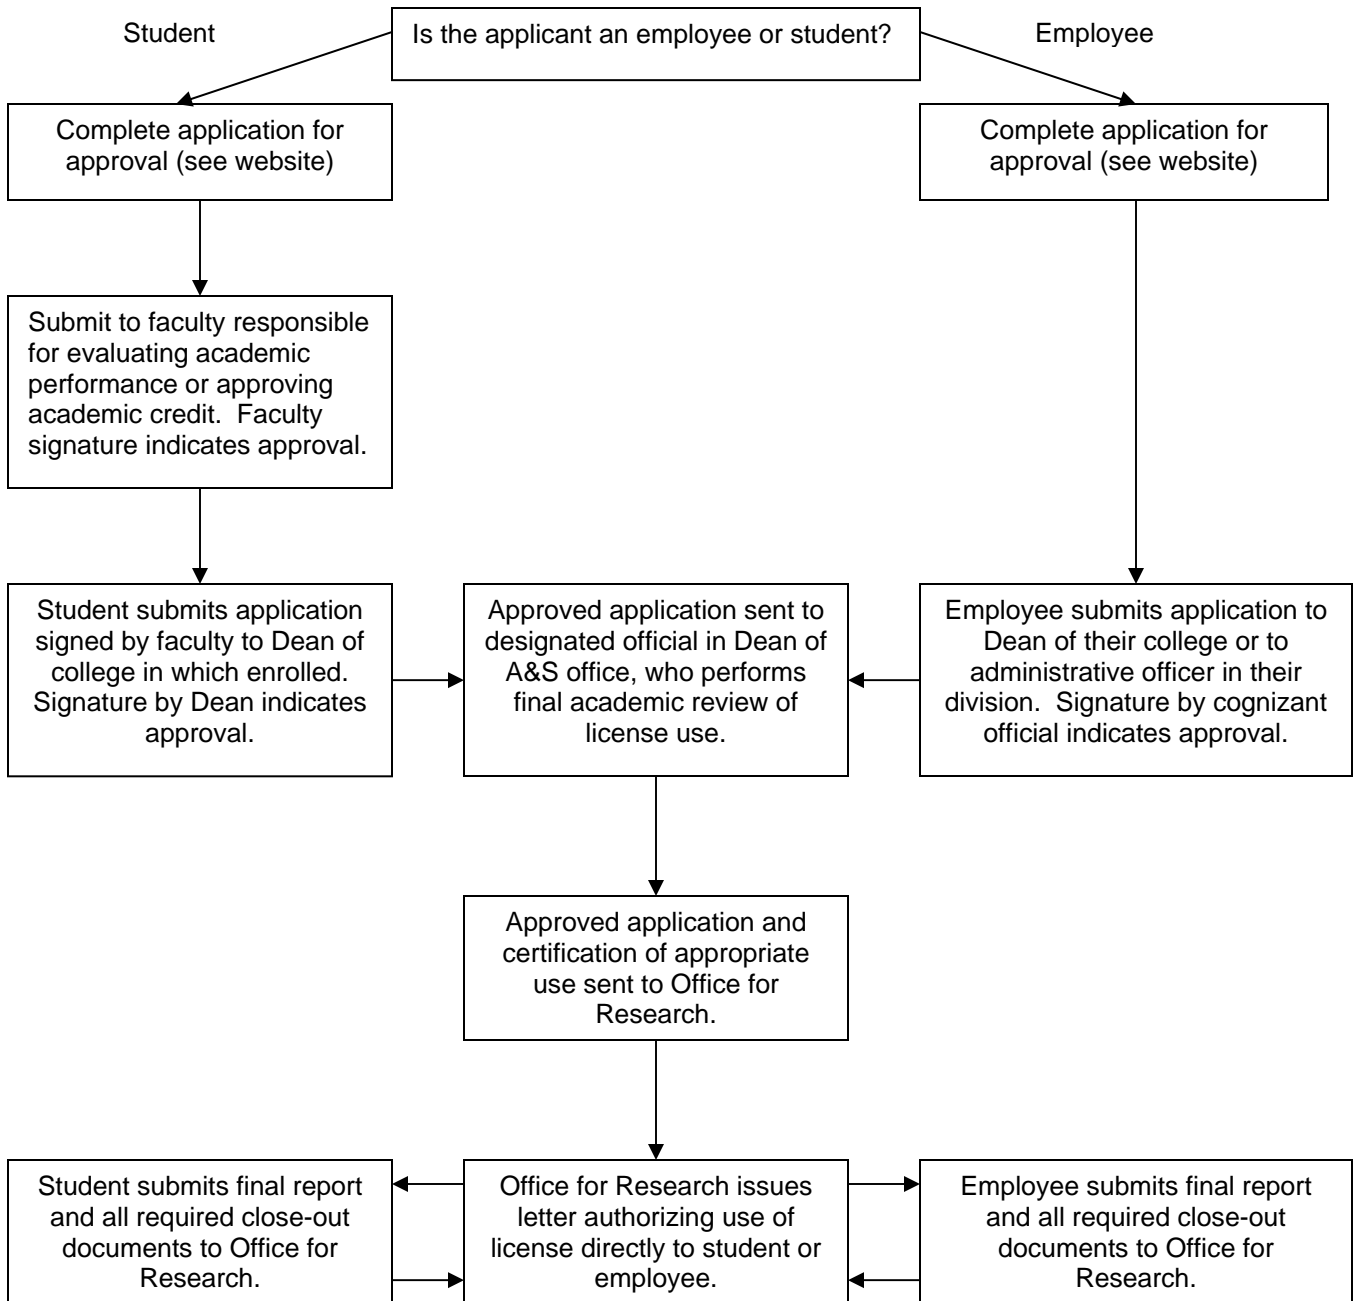 Student
Is the applicant an employee or student?
Employee
Complete application for
approval (see website)
Complete application for
approval (see website)
Submit to faculty responsible
for evaluating academic
performance or approving
academic credit.  Faculty
signature indicates approval.
Student submits application
signed by faculty to Dean of
college in which enrolled.
Signature by Dean indicates
approval.
Approved application sent to
designated official in Dean of
A&S office, who performs
final academic review of
license use.
Employee submits application to
Dean of their college or to
administrative officer in their
division.  Signature by cognizant
official indicates approval.
Approved application and
certification of appropriate
use sent to Office for
Research.
Student submits final report
and all required close-out
documents to Office for
Research.
Office for Research issues
letter authorizing use of
license directly to student or
employee.
Employee submits final report
and all required close-out
documents to Office for
Research.